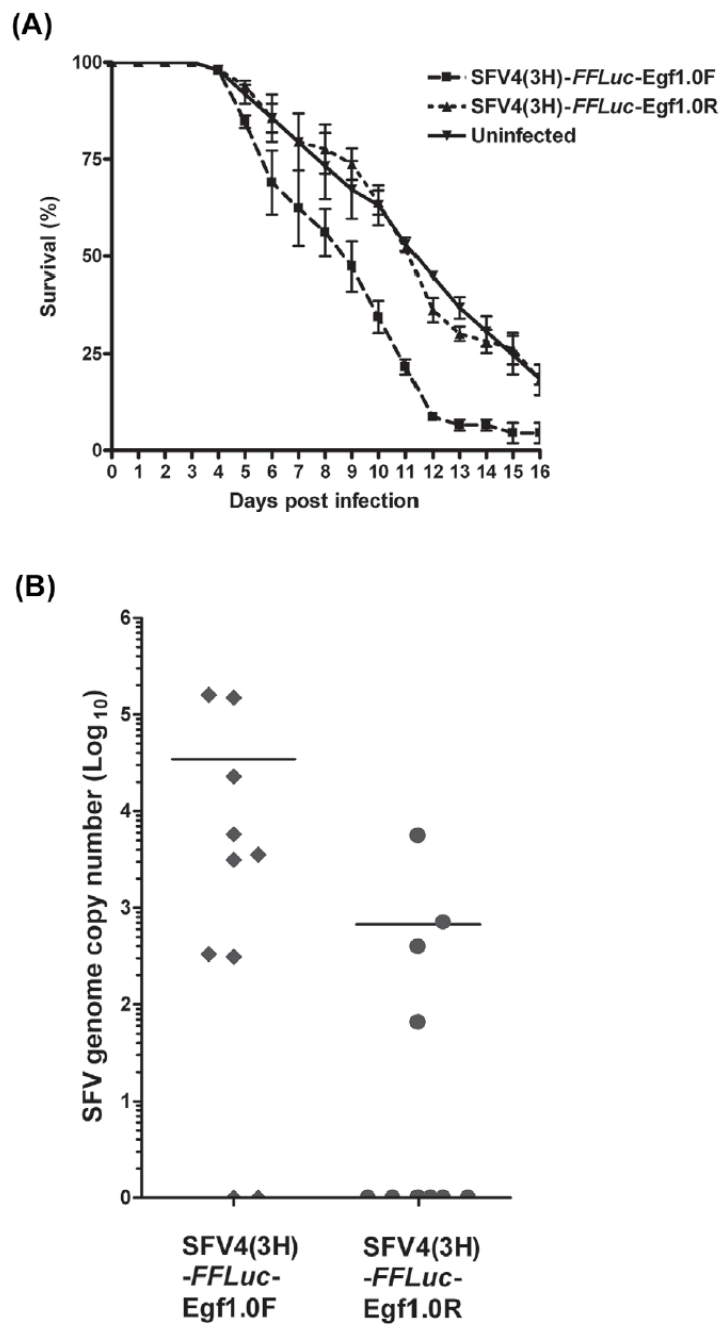 (A)
SFV4(3H)-FFLuc-Egf1.0F
SFV4(3H)-FFLuc-Egf1.0R
Uninfected
Survival (%)
100
75
50
25
0
0 1 2 3 4 5 6 7 8 9 10 11 12 13 14 15 16
Days post infection
(B)
SFV genome copy number (Log10)
6
5
4
3
2
1
0
SFV4(3H)
-FFLuc-
Egf1.0F
SFV4(3H)
-FFLuc-
Egf1.0R